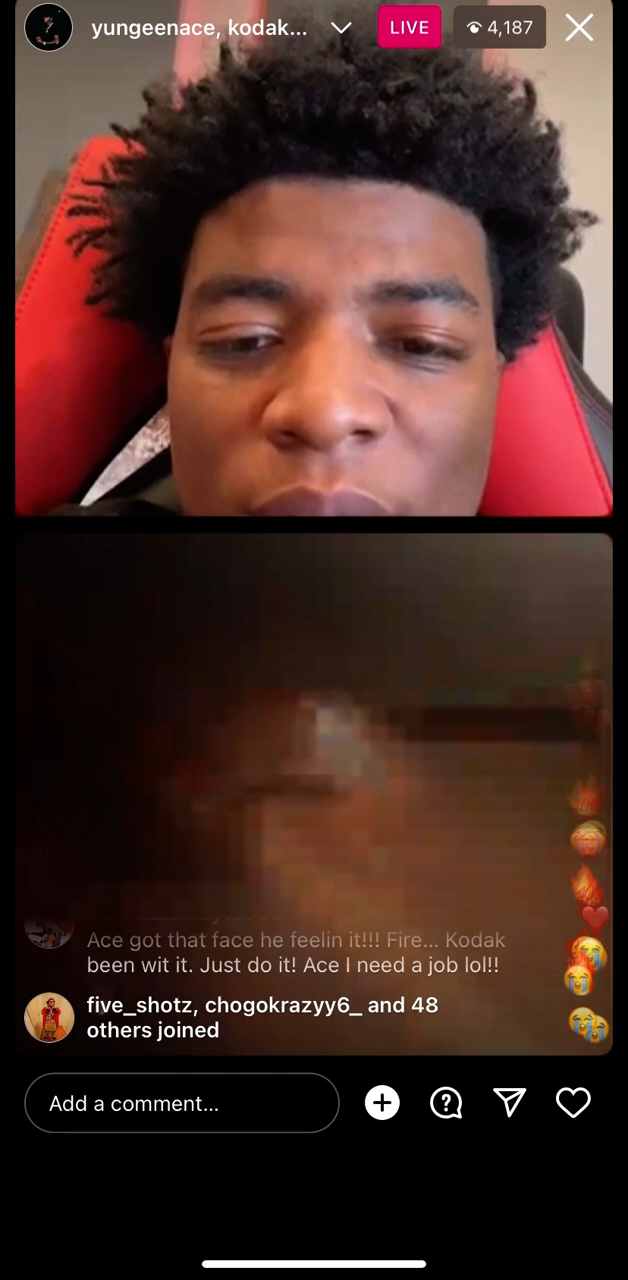 yungeenace, kodak...
LIVE
4,187
Ace got that face he feelin it!!! Fire... Kodak
been wit it. Just do it! Ace I need a job lol!!
five_shotz, chogokrazyy6_ and 48
others joined
Add a comment...